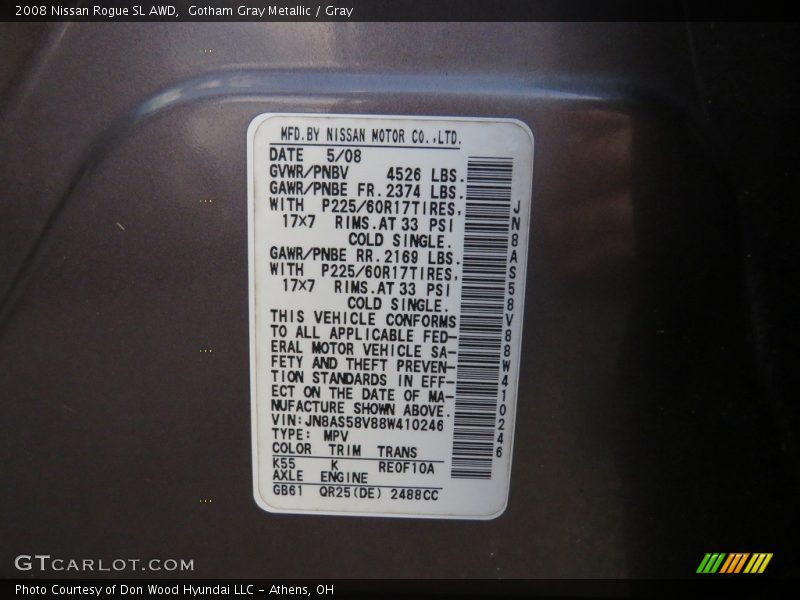 2008 Nissan Rogue SL AWD,  Gotham Gray Metallic / Gray
MFD.BY NISSAN MOTOR CO.,LTD.
DATE 5/08
GVWR/PNBV 4526 LBS.
GAWR/PNBE FR.2374 LBS.
WITH P225/60R17TIRES,
17×7 RIMS.AT 33 PSI
COLD SINGLE.
GAWR/PNBE RR.2169 LBS.
WITH P225/60R17TIRES,
17×7 RIMS.AT 33 PSI
COLD SINGLE.
THIS VEHICLE CONFORMS
TO ALL APPLICABLE FED-
ERAL MOTOR VEHICLE SA-
FETY AND THEFT PREVEN-
TION STANDARDS IN EFF-
ECT ON THE DATE OF MA-
NUFACTURE SHOWN ABOVE.
VIN:JN8AS58V88W410246
TYPE: MPV
COLOR TRIM TRANS
K55 K RE0F10A
AXLE ENGINE
GB61 QR25(DE) 2488CC
JN8AS58V88W410246
GTCARLOT.COM
Photo Courtesy of Don Wood Hyundai LLC - Athens, OH